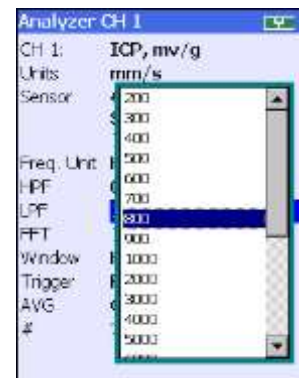 Analyzer CH 1
CH 1: ICP, mv/g
Units mm/s
Sensor
Freq. Unit
HPF
LPF
FFT
Window
Trigger
AVG
#
200
300
400
500
600
700
800
900
1000
2000
3000
4000
5000